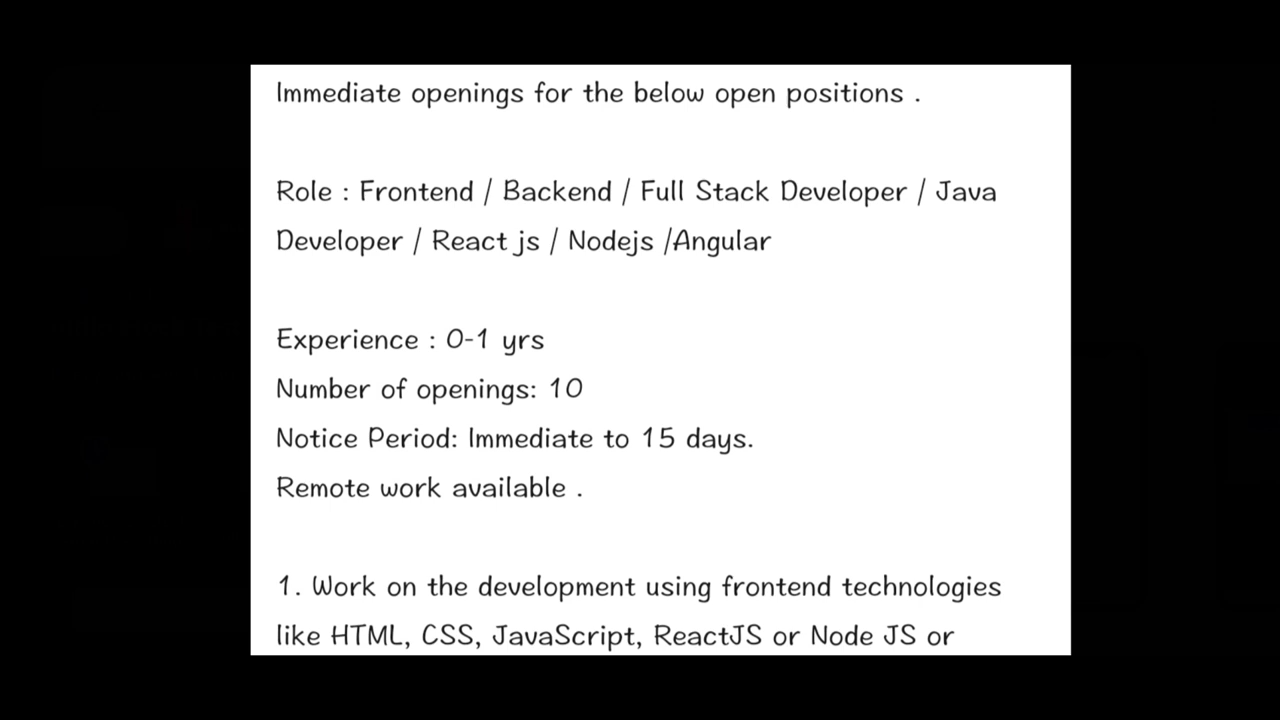 Immediate openings for the below open positions .
Role : Frontend / Backend / Full Stack Developer / Java
Developer / React js / Nodejs /Angular
Experience : 0-1 yrs
Number of openings: 10
Notice Period: Immediate to 15 days.
Remote work available .
1. Work on the development using frontend technologies
like HTML, CSS, JavaScript, ReactJS or Node JS or